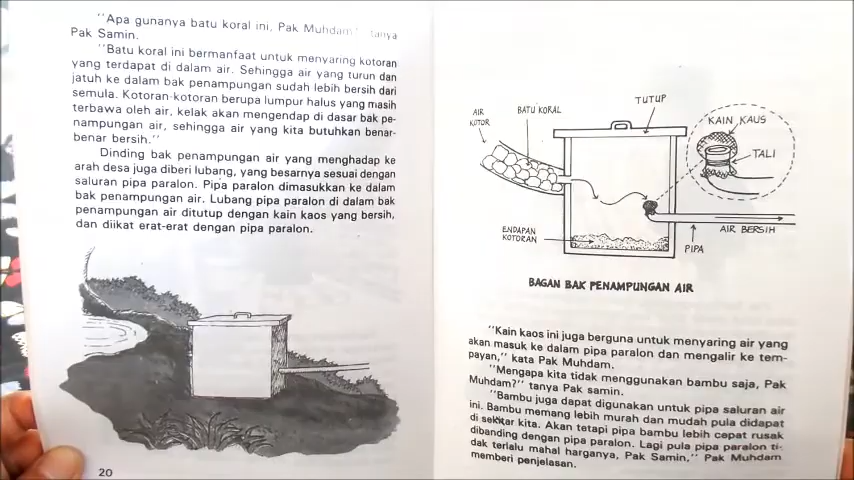 "Apa gunanya batu koral ini, Pak Muhdam" tanya
Pak Samin.
"Batu koral ini bermanfaat untuk menyaring kotoran
yang terdapat di dalam air. Sehingga air yang turun dan
jatuh ke dalam bak penampungan sudah lebih bersih dari
semula. Kotoran-kotoran berupa lumpur halus yang masih
terbawa oleh air, kelak akan mengendap di dasar bak pe-
nampungan air, sehingga air yang kita butuhkan benar-
benar bersih."
Dinding bak penampungan air yang menghadap ke
arah desa juga diberi lubang, yang besarnya sesuai dengan
saluran pipa paralon. Pipa paralon dimasukkan ke dalam
bak penampungan air. Lubang pipa paralon di dalam bak
penampungan air ditutup dengan kain kaos yang bersih,
dan diikat erat-erat dengan pipa paralon.
20
AIR
KOTOR
BATU KORAL
TUTUP
KAIN KAUS
TALI
ENDAPAN
KOTORAN
AIR BERSIH
PIPA
BAGAN BAK PENAMPUNGAN AIR
"Kain kaos ini juga berguna untuk menyaring air yang
akan masuk ke dalam pipa paralon dan mengalir ke tem-
payan," kata Pak Muhdam.
"Mengapa kita tidak menggunakan bambu saja, Pak
Muhdam?" tanya Pak samin.
"Bambu juga dapat digunakan untuk pipa saluran air
ini. Bambu memang lebih murah dan mudah pula didapat
di sekitar kita. Akan tetapi pipa bambu lebih cepat rusak
dibanding dengan pipa paralon. Lagi pula pipa paralon ti-
dak terlalu mahal harganya, Pak Samin," Pak Muhdam
memberi penjelasan.